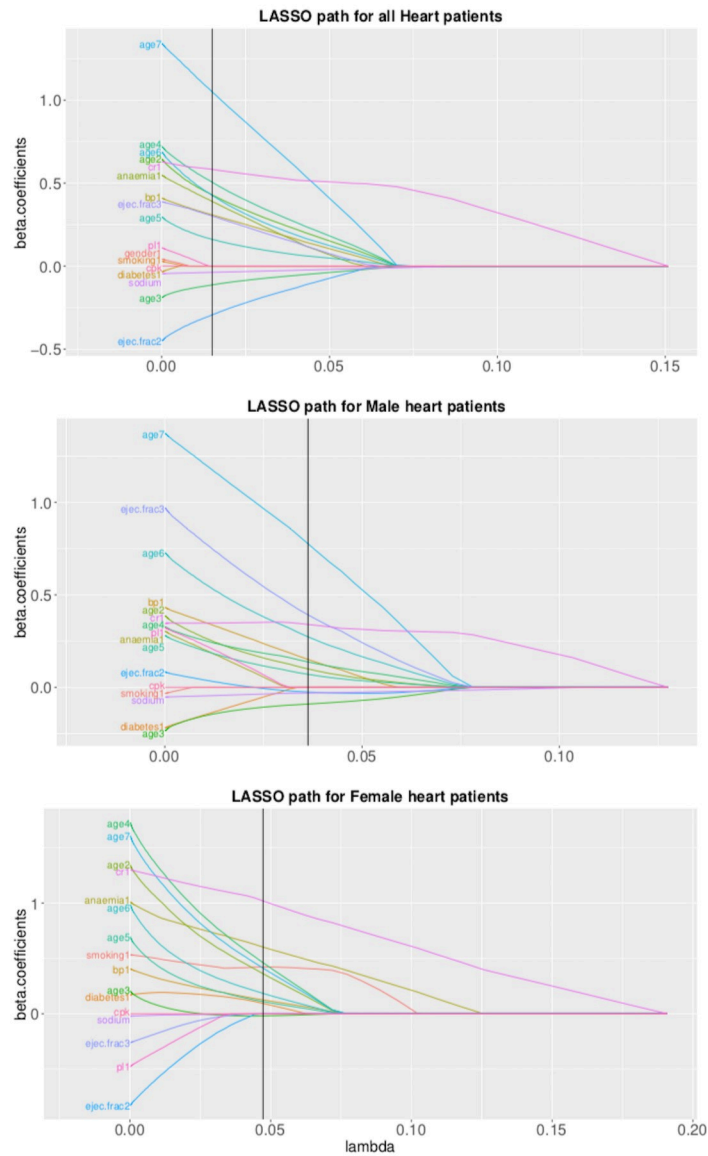 LASSO path for all Heart patients
beta.coefficients
1.0
0.5
0.0
−0.5
age7
age4
age6
age2
cr1
anaemia1
bp1
ejec.frac3
age5
pl1
gender1
smoking1
cpk
diabetes1
sodium
age3
ejec.frac2
0.00
0.05
0.10
0.15
LASSO path for Male heart patients
beta.coefficients
1.0
0.5
0.0
age7
ejec.frac3
age6
bp1
age2
cr1
age4
pl1
anaemia1
age5
ejec.frac2
cpk
smoking1
sodium
diabetes1
age3
0.00
0.05
0.10
LASSO path for Female heart patients
beta.coefficients
1
0
age4
age7
age2
cr1
anaemia1
age6
age5
smoking1
bp1
age3
diabetes1
cpk
sodium
ejec.frac3
pl1
ejec.frac2
0.00
0.05
0.10
0.15
0.20
lambda